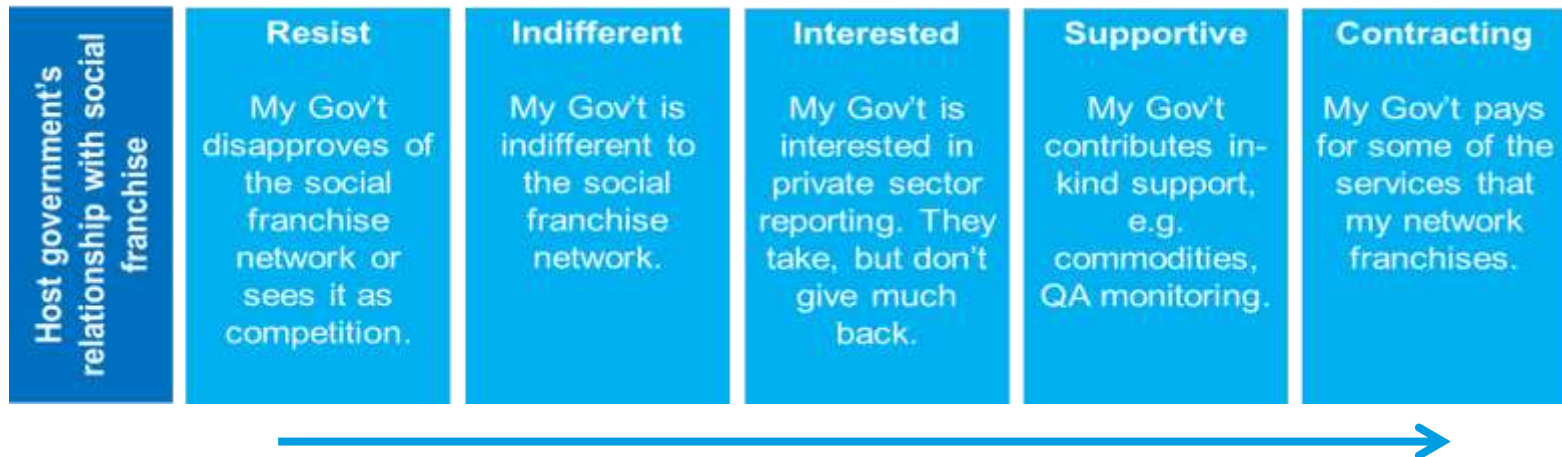 Host government's
relationship with social
franchise
Resist
My Gov't
disapproves of
the social
franchise
network or
sees it as
competition.
Indifferent
My Gov't is
indifferent to
the social
franchise
network.
Interested
My Gov't is
interested in
private sector
reporting. They
take, but don't
give much
back.
Supportive
My Gov't
contributes in-
kind support,
e.g.
commodities,
QA monitoring.
Contracting
My Gov't pays
for some of the
services that
my network
franchises.